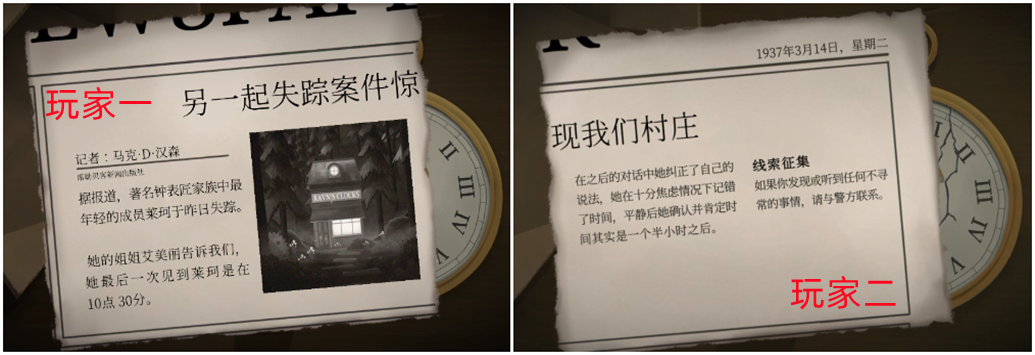 玩家一
另一起失踪案件惊
记者：马克·D·汉森
据报道，著名钟表匠家族中最
年轻的成员莱珂于昨日失踪。
她的姐姐艾美丽告诉我们，
她最后一次见到莱珂是在
10点30分。
RAVN'S CLOCKS
II
III
IIII
V
1937年3月14日，星期二
现我们村庄
在之后的对话中她纠正了自己的
说法，她在十分焦虑情况下记错
了时间，平静后她确认并肯定时
间其实是一个半小时之后。
线索征集
如果你发现或听到任何不寻
常的事情，请与警方联系。
I
II
III
IIII
V
玩家二